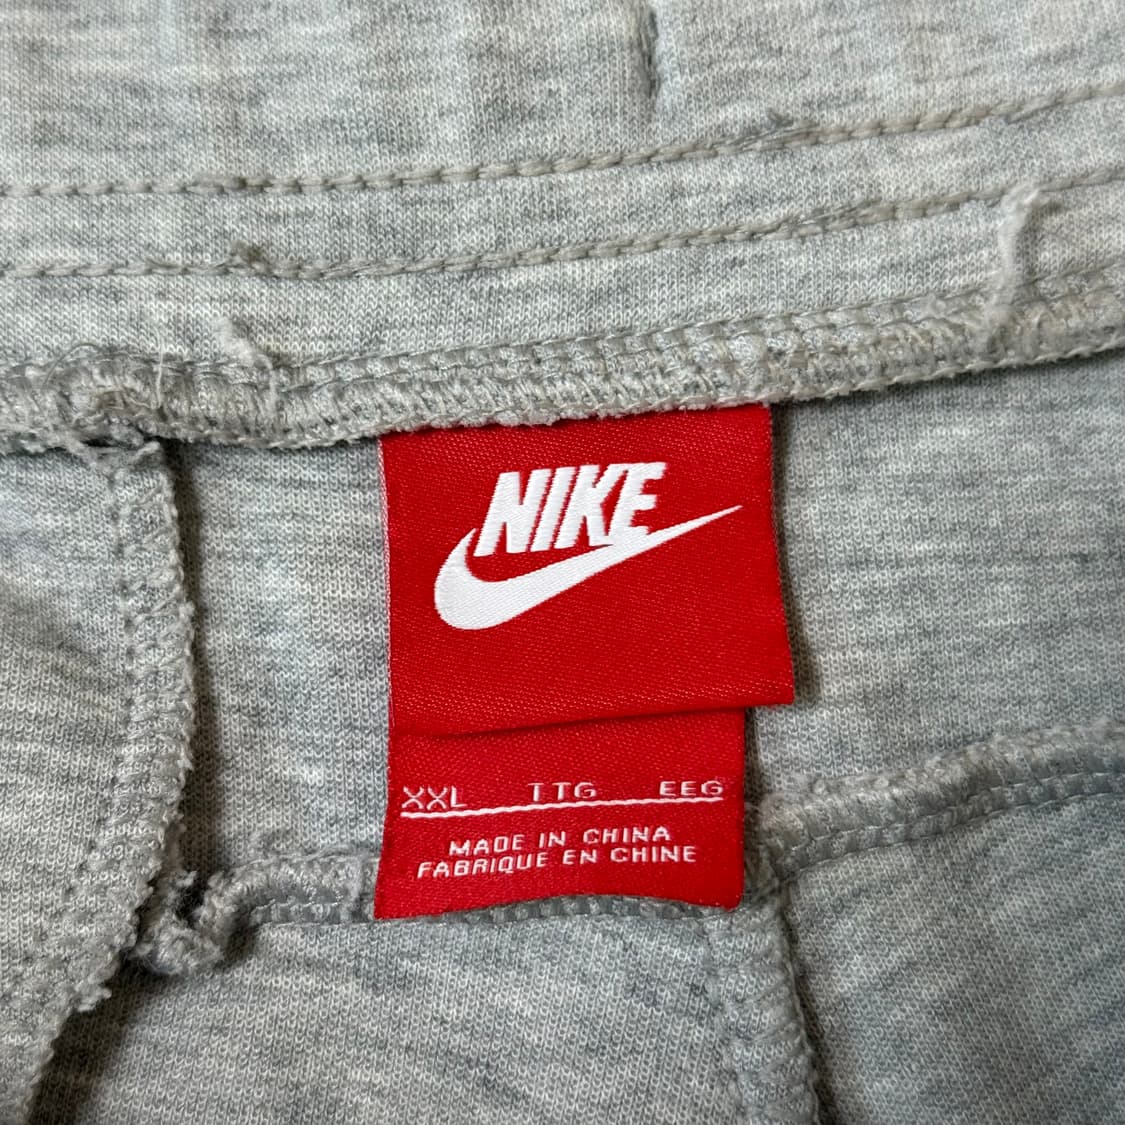 NIKE
XXL TTG EEG
MADE IN CHINA
FABRIQUE EN CHINE